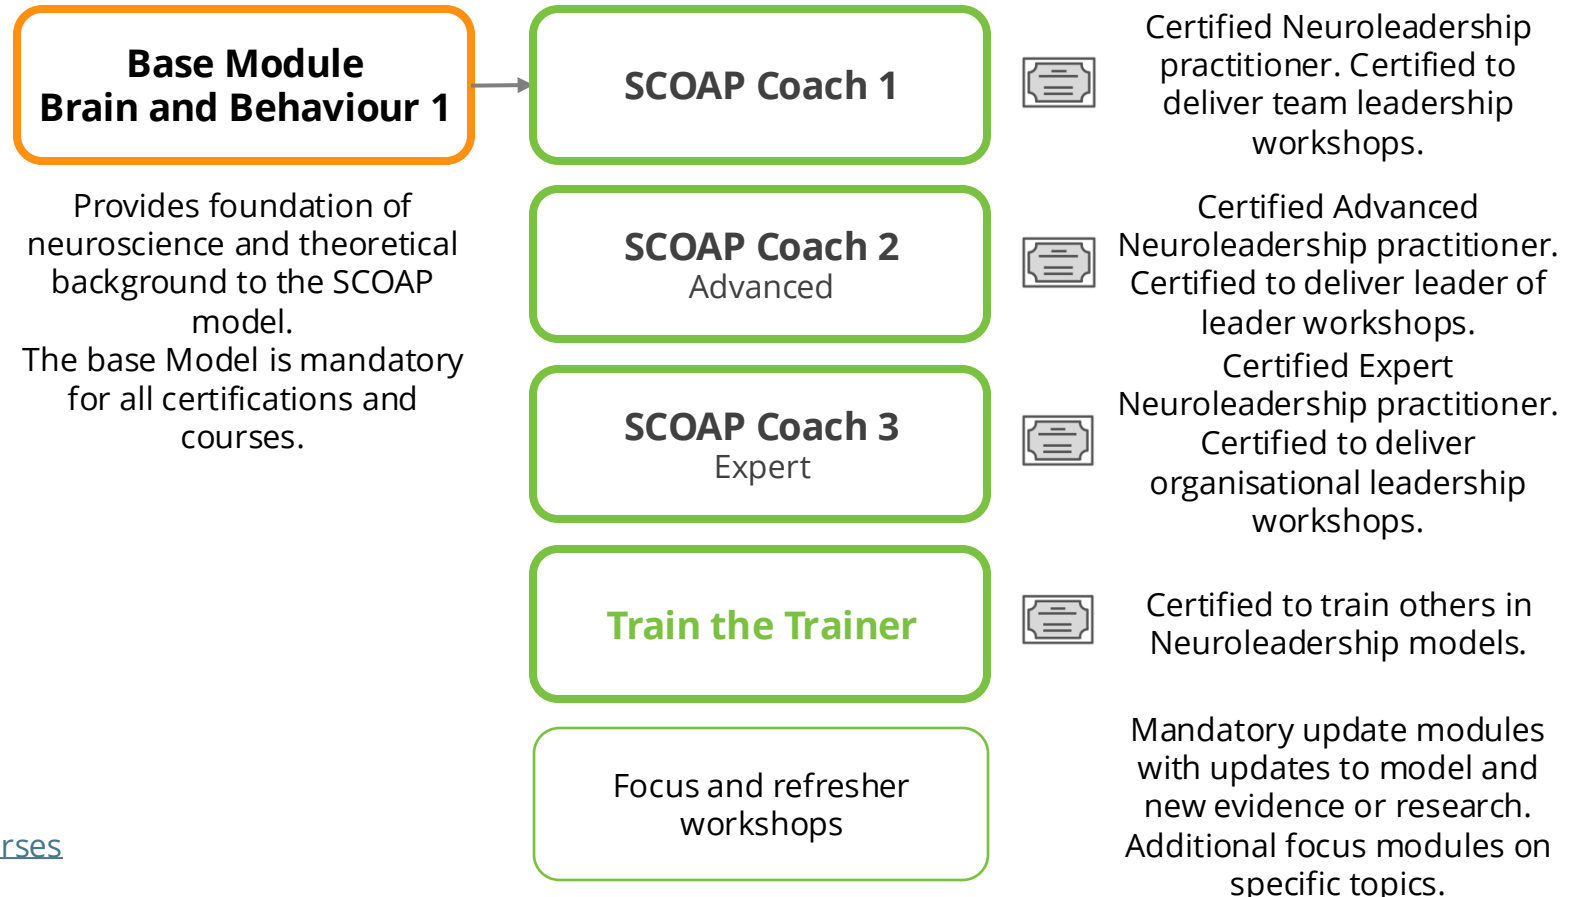 Base Module
Brain and Behaviour 1
Provides foundation of
neuroscience and theoretical
background to the SCOAP
model.
The base Model is mandatory
for all certifications and
courses.
SCOAP Coach 1
Certified Neuroleadership
practitioner. Certified to
deliver team leadership
workshops.
SCOAP Coach 2
Advanced
Certified Advanced
Neuroleadership practitioner.
Certified to deliver leader of
leader workshops.
SCOAP Coach 3
Expert
Certified Expert
Neuroleadership practitioner.
Certified to deliver
organisational leadership
workshops.
Train the Trainer
Certified to train others in
Neuroleadership models.
Focus and refresher
workshops
Mandatory update modules
with updates to model and
new evidence or research.
Additional focus modules on
specific topics.
rses